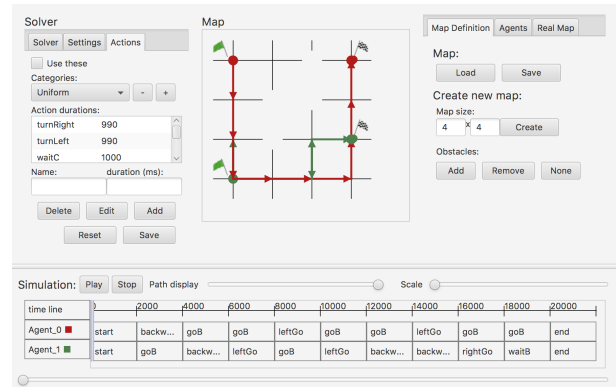 Solver
Solver Settings Actions
Use these
Categories:
Uniform - +
Action durations:
turnRight 990
turnLeft 990
waitC 1000
Name: duration (ms):
Delete Edit Add
Reset Save
Map
Map Definition Agents Real Map
Map:
Load Save
Create new map:
Map size:
4 x 4 Create
Obstacles:
Add Remove None
Simulation: Play Stop Path display Scale
time line 0 2000 4000 6000 8000 10000 12000 14000 16000 18000 20000
Agent_0 start backw... goB goB leftGo goB goB leftGo goB goB end
Agent_1 start goB backw... leftGo goB leftGo backw... backw... rightGo waitB end